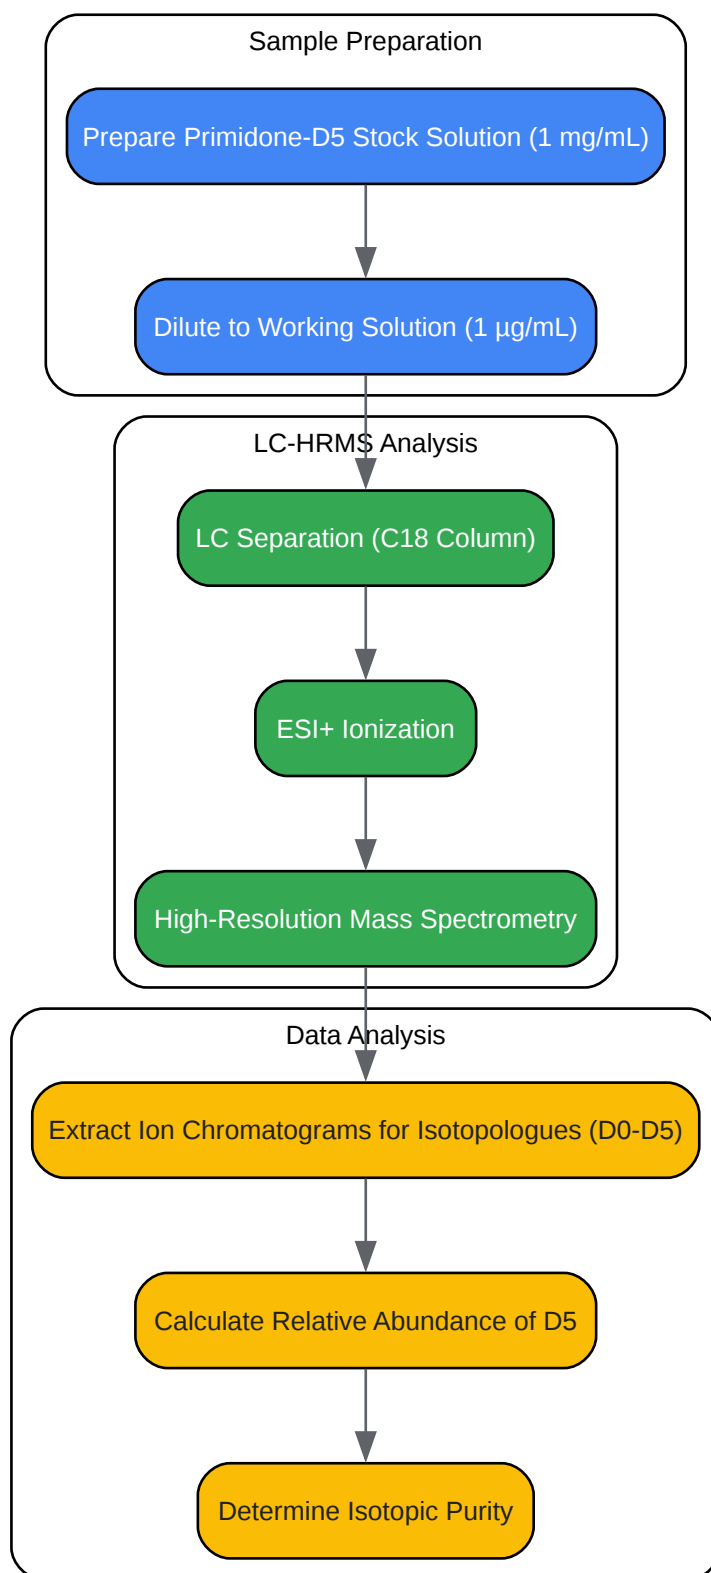 Sample Preparation
Prepare Primidone-D5 Stock Solution (1 mg/mL)
Dilute to Working Solution (1 µg/mL)
LC-HRMS Analysis
LC Separation (C18 Column)
ESI+ Ionization
High-Resolution Mass Spectrometry
Data Analysis
Extract Ion Chromatograms for Isotopologues (D0-D5)
Calculate Relative Abundance of D5
Determine Isotopic Purity